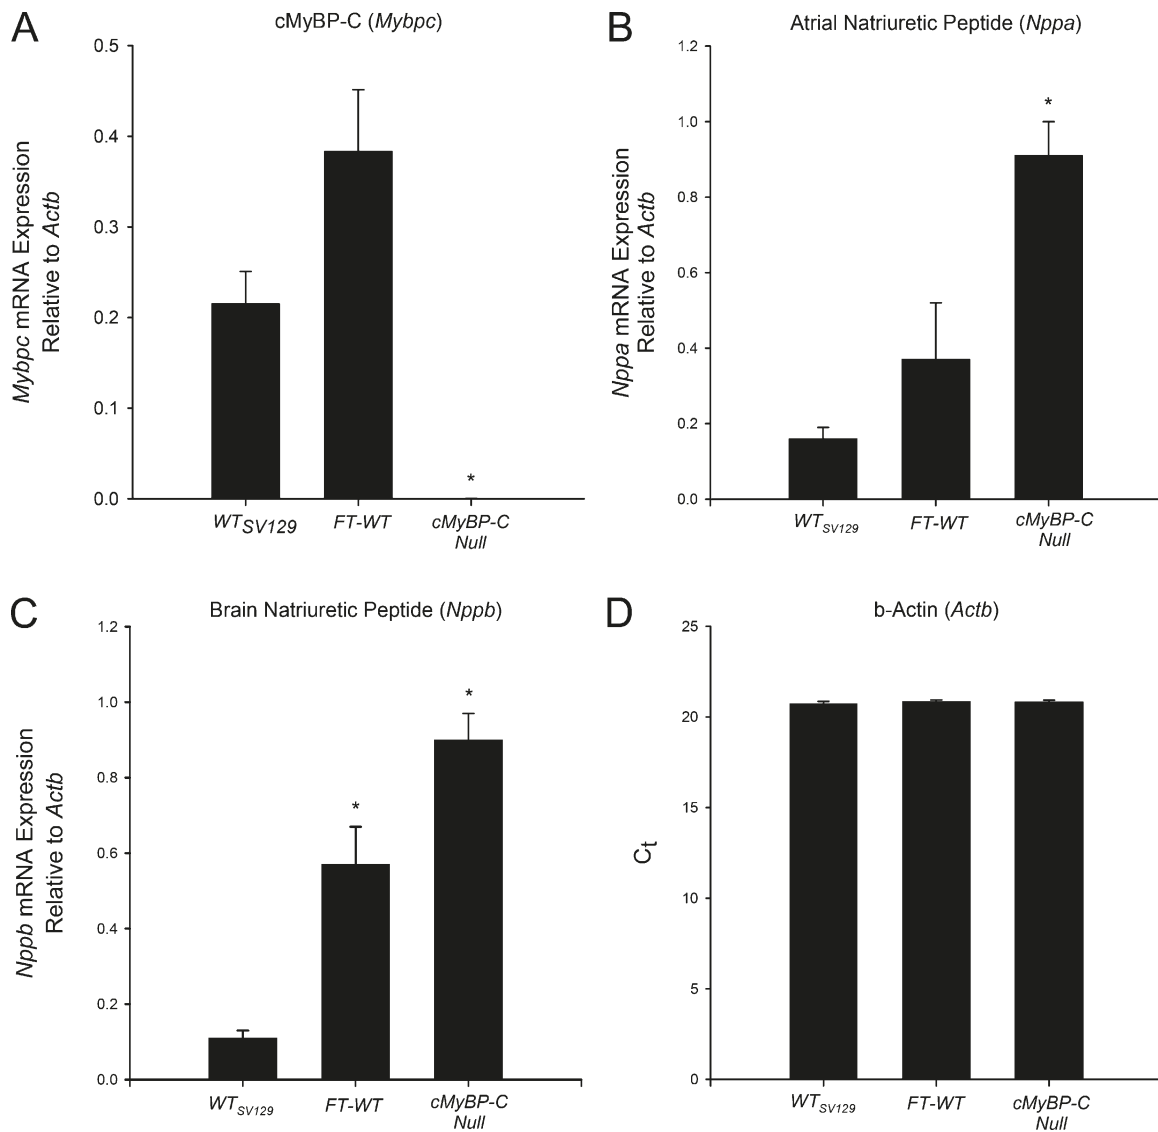 A
cMyBP-C (Mybpc)
Mybpc mRNA Expression
Relative to Actb
0.5
0.4
0.3
0.2
0.1
0.0
*
WTSV129
FT-WT
cMyBP-C
Null
B
Atrial Natriuretic Peptide (Nppa)
Nppa mRNA Expression
Relative to Actb
1.2
1.0
0.8
0.6
0.4
0.2
0.0
*
WTSV129
FT-WT
cMyBP-C
Null
C
Brain Natriuretic Peptide (Nppb)
Nppb mRNA Expression
Relative to Actb
1.2
1.0
0.8
0.6
0.4
0.2
0.0
*
*
WTSV129
FT-WT
cMyBP-C
Null
D
b-Actin (Actb)
Ct
25
20
15
10
5
0
WTSV129
FT-WT
cMyBP-C
Null